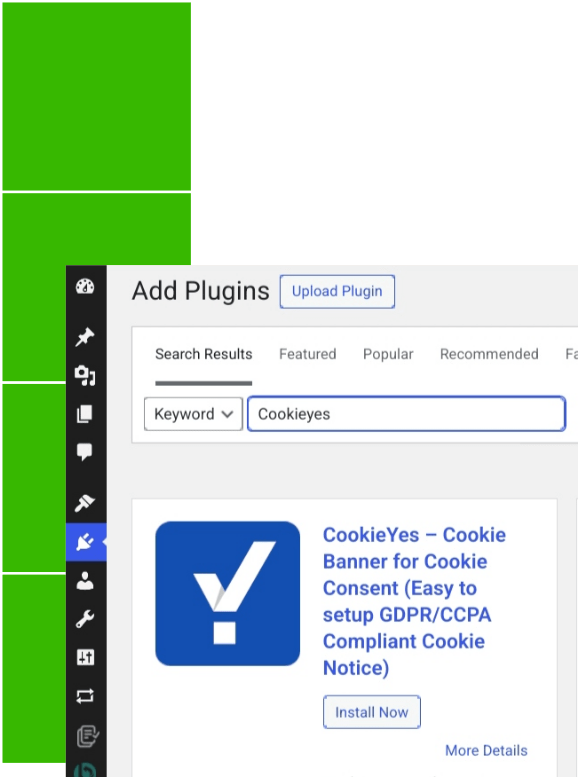 Add Plugins Upload Plugin
Search Results Featured Popular Recommended Fa
Keyword Cookieyes
CookieYes – Cookie
Banner for Cookie
Consent (Easy to
setup GDPR/CCPA
Compliant Cookie
Notice)
Install Now
More Details